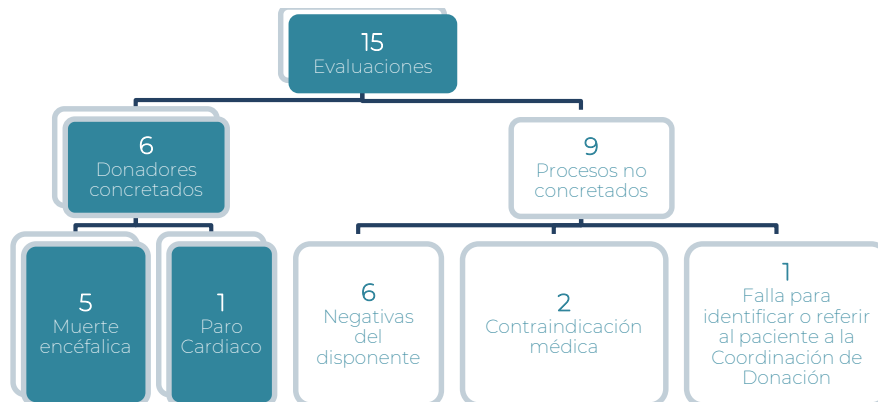 15
Evaluaciones
6
Donadores
concretados
9
Procesos no
concretados
5
Muerte
encéfalica
1
Paro
Cardiaco
6
Negativas
del
disponente
2
Contraindicación
médica
1
Falla para
identificar o referir
al paciente a la
Coordinación de
Donación